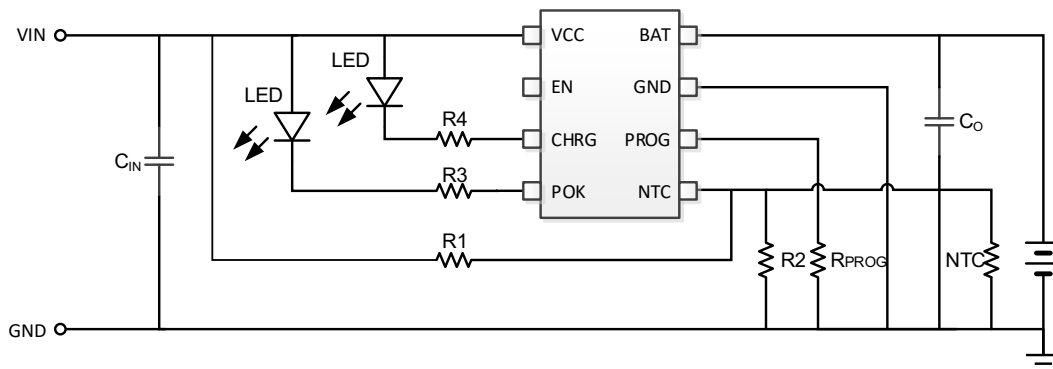 VIN
VCC
BAT
LED
EN
GND
LED
R4
CHRG
PROG
CIN
CO
R3
POK
NTC
R1
R2
RPROG
NTC
GND